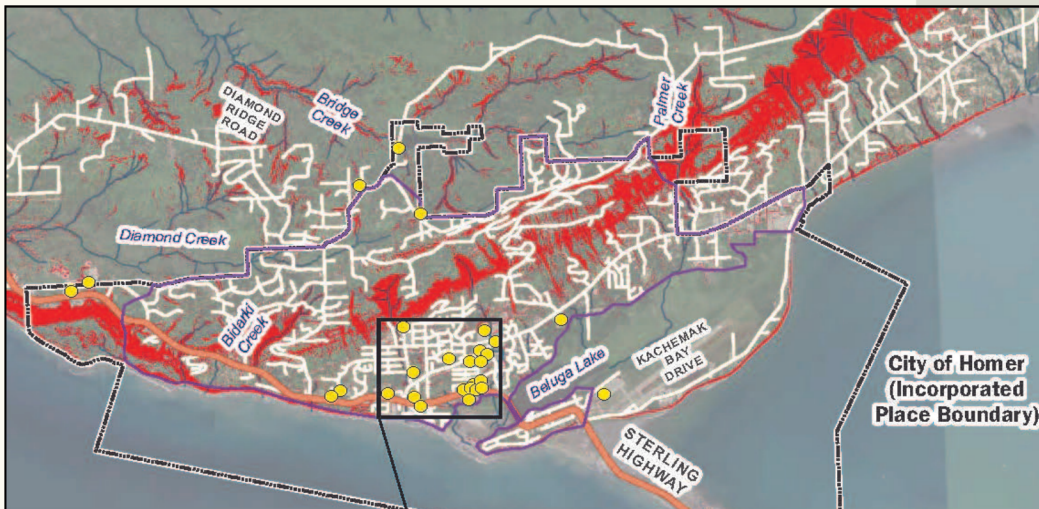 DIAMOND
RIDGE
ROAD
Bridge
Creek
Palmer
Creek
Diamond Creek
Bidarki
Creek
Beluga Lake
KACHEMAK
BAY
DRIVE
STERLING
HIGHWAY
City of Homer
(Incorporated
Place Boundary)